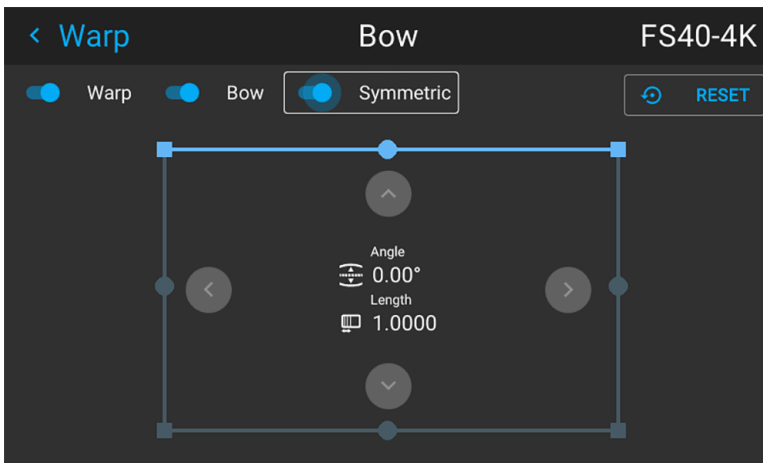 Warp Bow FS40-4K
Warp Bow Symmetric RESET
Angle
0.00°
Length
1.0000